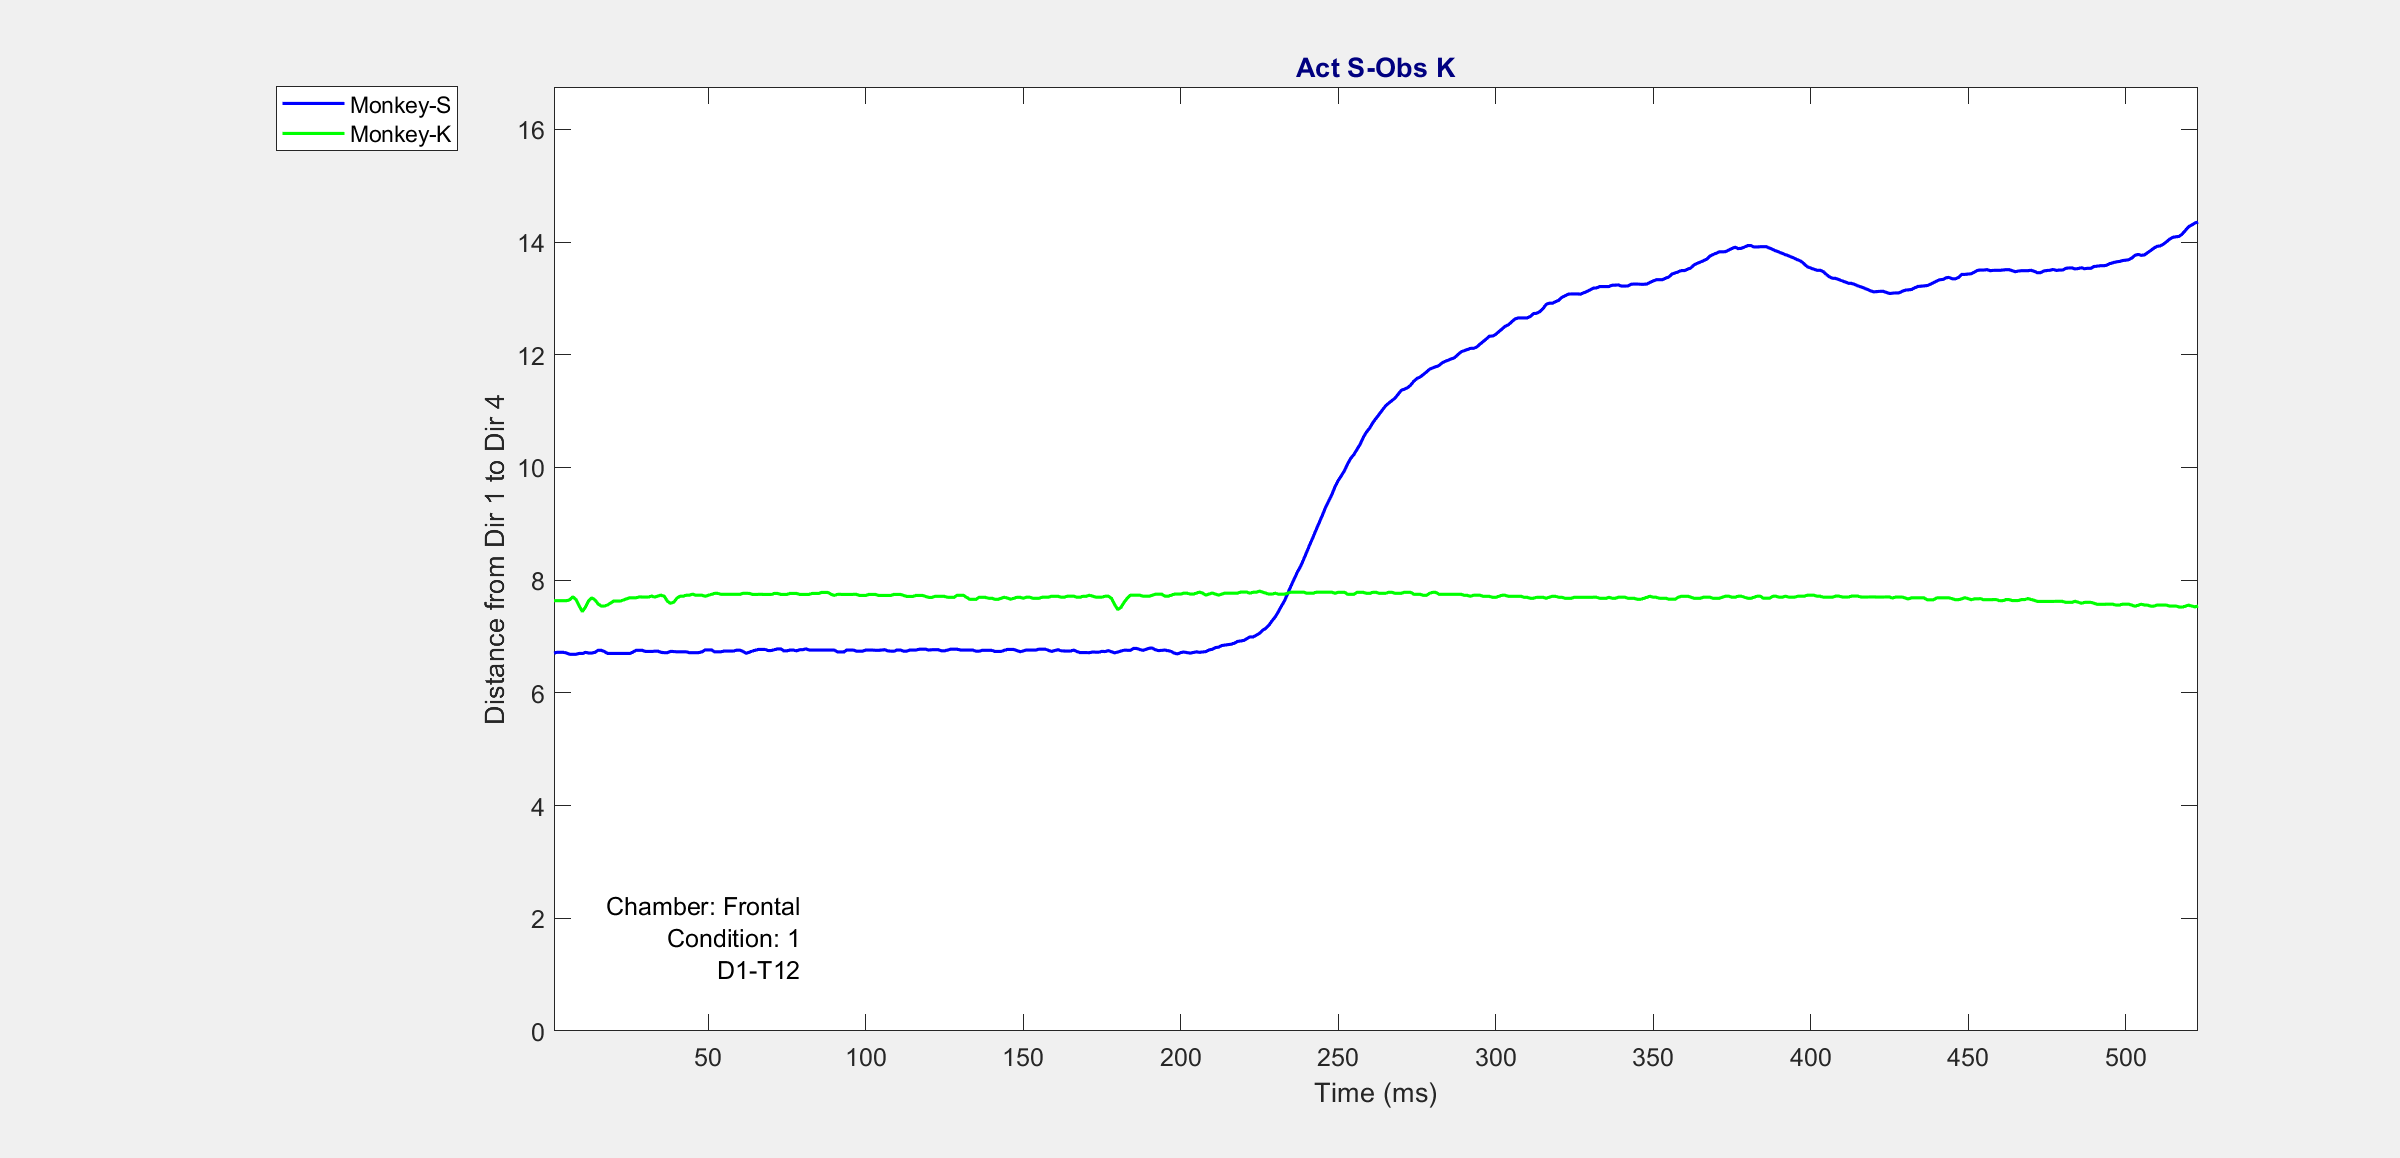 Act S-Obs K
Monkey-S
Monkey-K
16
14
12
10
8
6
4
2
0
Distance from Dir 1 to Dir 4
Chamber: Frontal
Condition: 1
D1-T12
50 100 150 200 250 300 350 400 450 500
Time (ms)